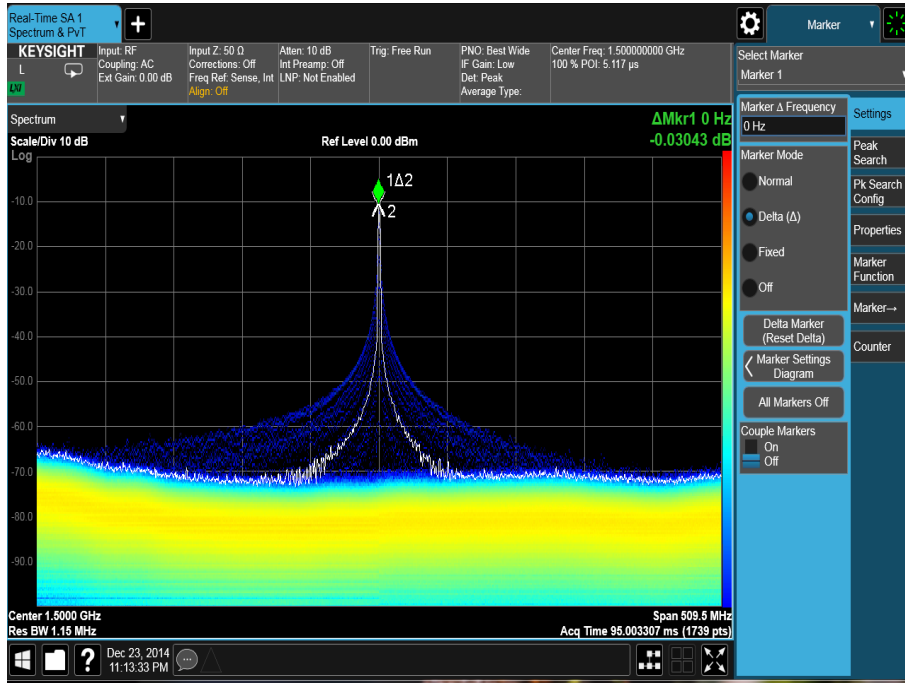 Real-Time SA 1
Spectrum & PvT
Marker
KEYSIGHT
L
LXI
Input: RF
Coupling: AC
Ext Gain: 0.00 dB
Input Z: 50 Ω
Corrections: Off
Freq Ref: Sense, Int
Align: Off
Atten: 10 dB
Int Preamp: Off
LNP: Not Enabled
Trig: Free Run
PNO: Best Wide
IF Gain: Low
Det: Peak
Average Type:
Center Freq: 1.500000000 GHz
100 % POI: 5.117 µs
Select Marker
Marker 1
Spectrum
Scale/Div 10 dB
Ref Level 0.00 dBm
ΔMkr1 0 Hz
-0.03043 dB
Log
1Δ2
2
-10.0
-20.0
-30.0
-40.0
-50.0
-60.0
-70.0
-80.0
-90.0
Center 1.5000 GHz
Res BW 1.15 MHz
Span 509.5 MHz
Acq Time 95.003307 ms (1739 pts)
Marker Δ Frequency
0 Hz
Marker Mode
Normal
Delta (Δ)
Fixed
Off
Delta Marker
(Reset Delta)
Marker Settings
Diagram
All Markers Off
Couple Markers
On
Off
Settings
Peak
Search
Pk Search
Config
Properties
Marker
Function
Marker→
Counter
?
Dec 23, 2014
11:13:33 PM